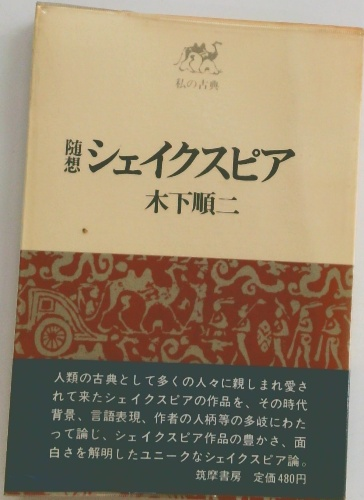 私の古典
随想 シェイクスピア
木下順二
人類の古典として多くの人々に親しまれ愛さ
れて来たシェイクスピアの作品を、その時代
背景、言語表現、作者の人柄等の多岐にわた
って論じ、シェイクスピア作品の豊かさ、面
白さを解明したユニークなシェイクスピア論。
筑摩書房 定価480円